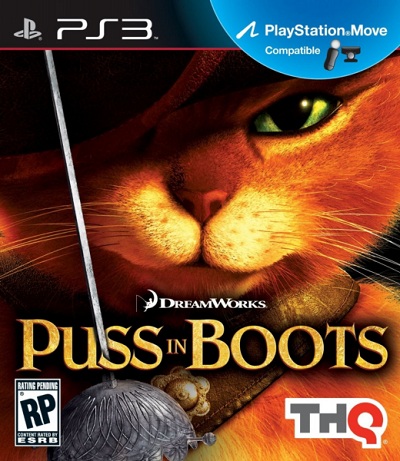 PS3
PlayStation®Move
Compatible
DREAMWORKS
PUSS IN BOOTS
RATING PENDING
RP
CONTENT RATED BY
ESRB
THQ